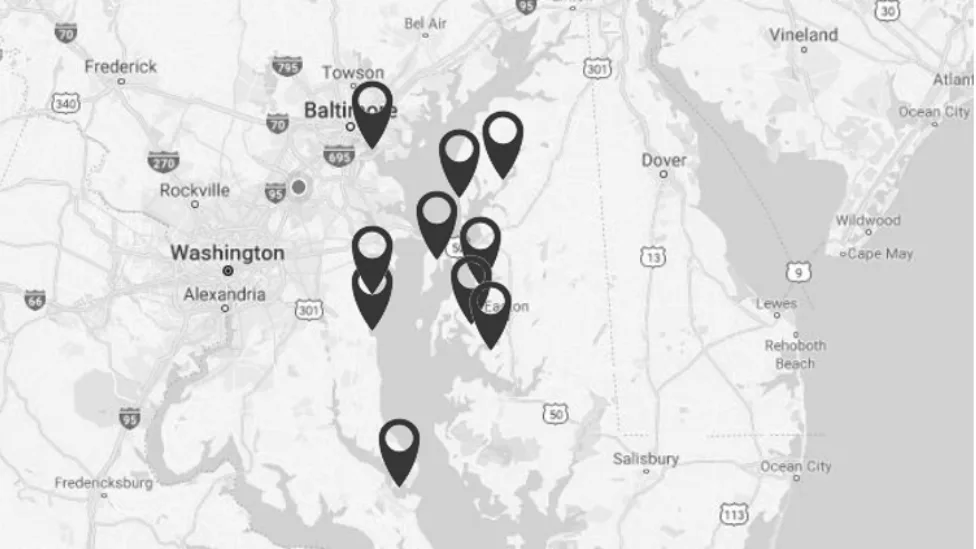 95
30
70
Bel Air
Vineland
Frederick
795
Towson
301
Atlant
340
Baltimore
Ocean City
70
270
695
Dover
Rockville
95
Wildwood
Washington
50
13
Cape May
9
66
Alexandria
301
Easton
Lewes
Rehoboth
Beach
95
50
Salisbury
Ocean City
Fredericksburg
113